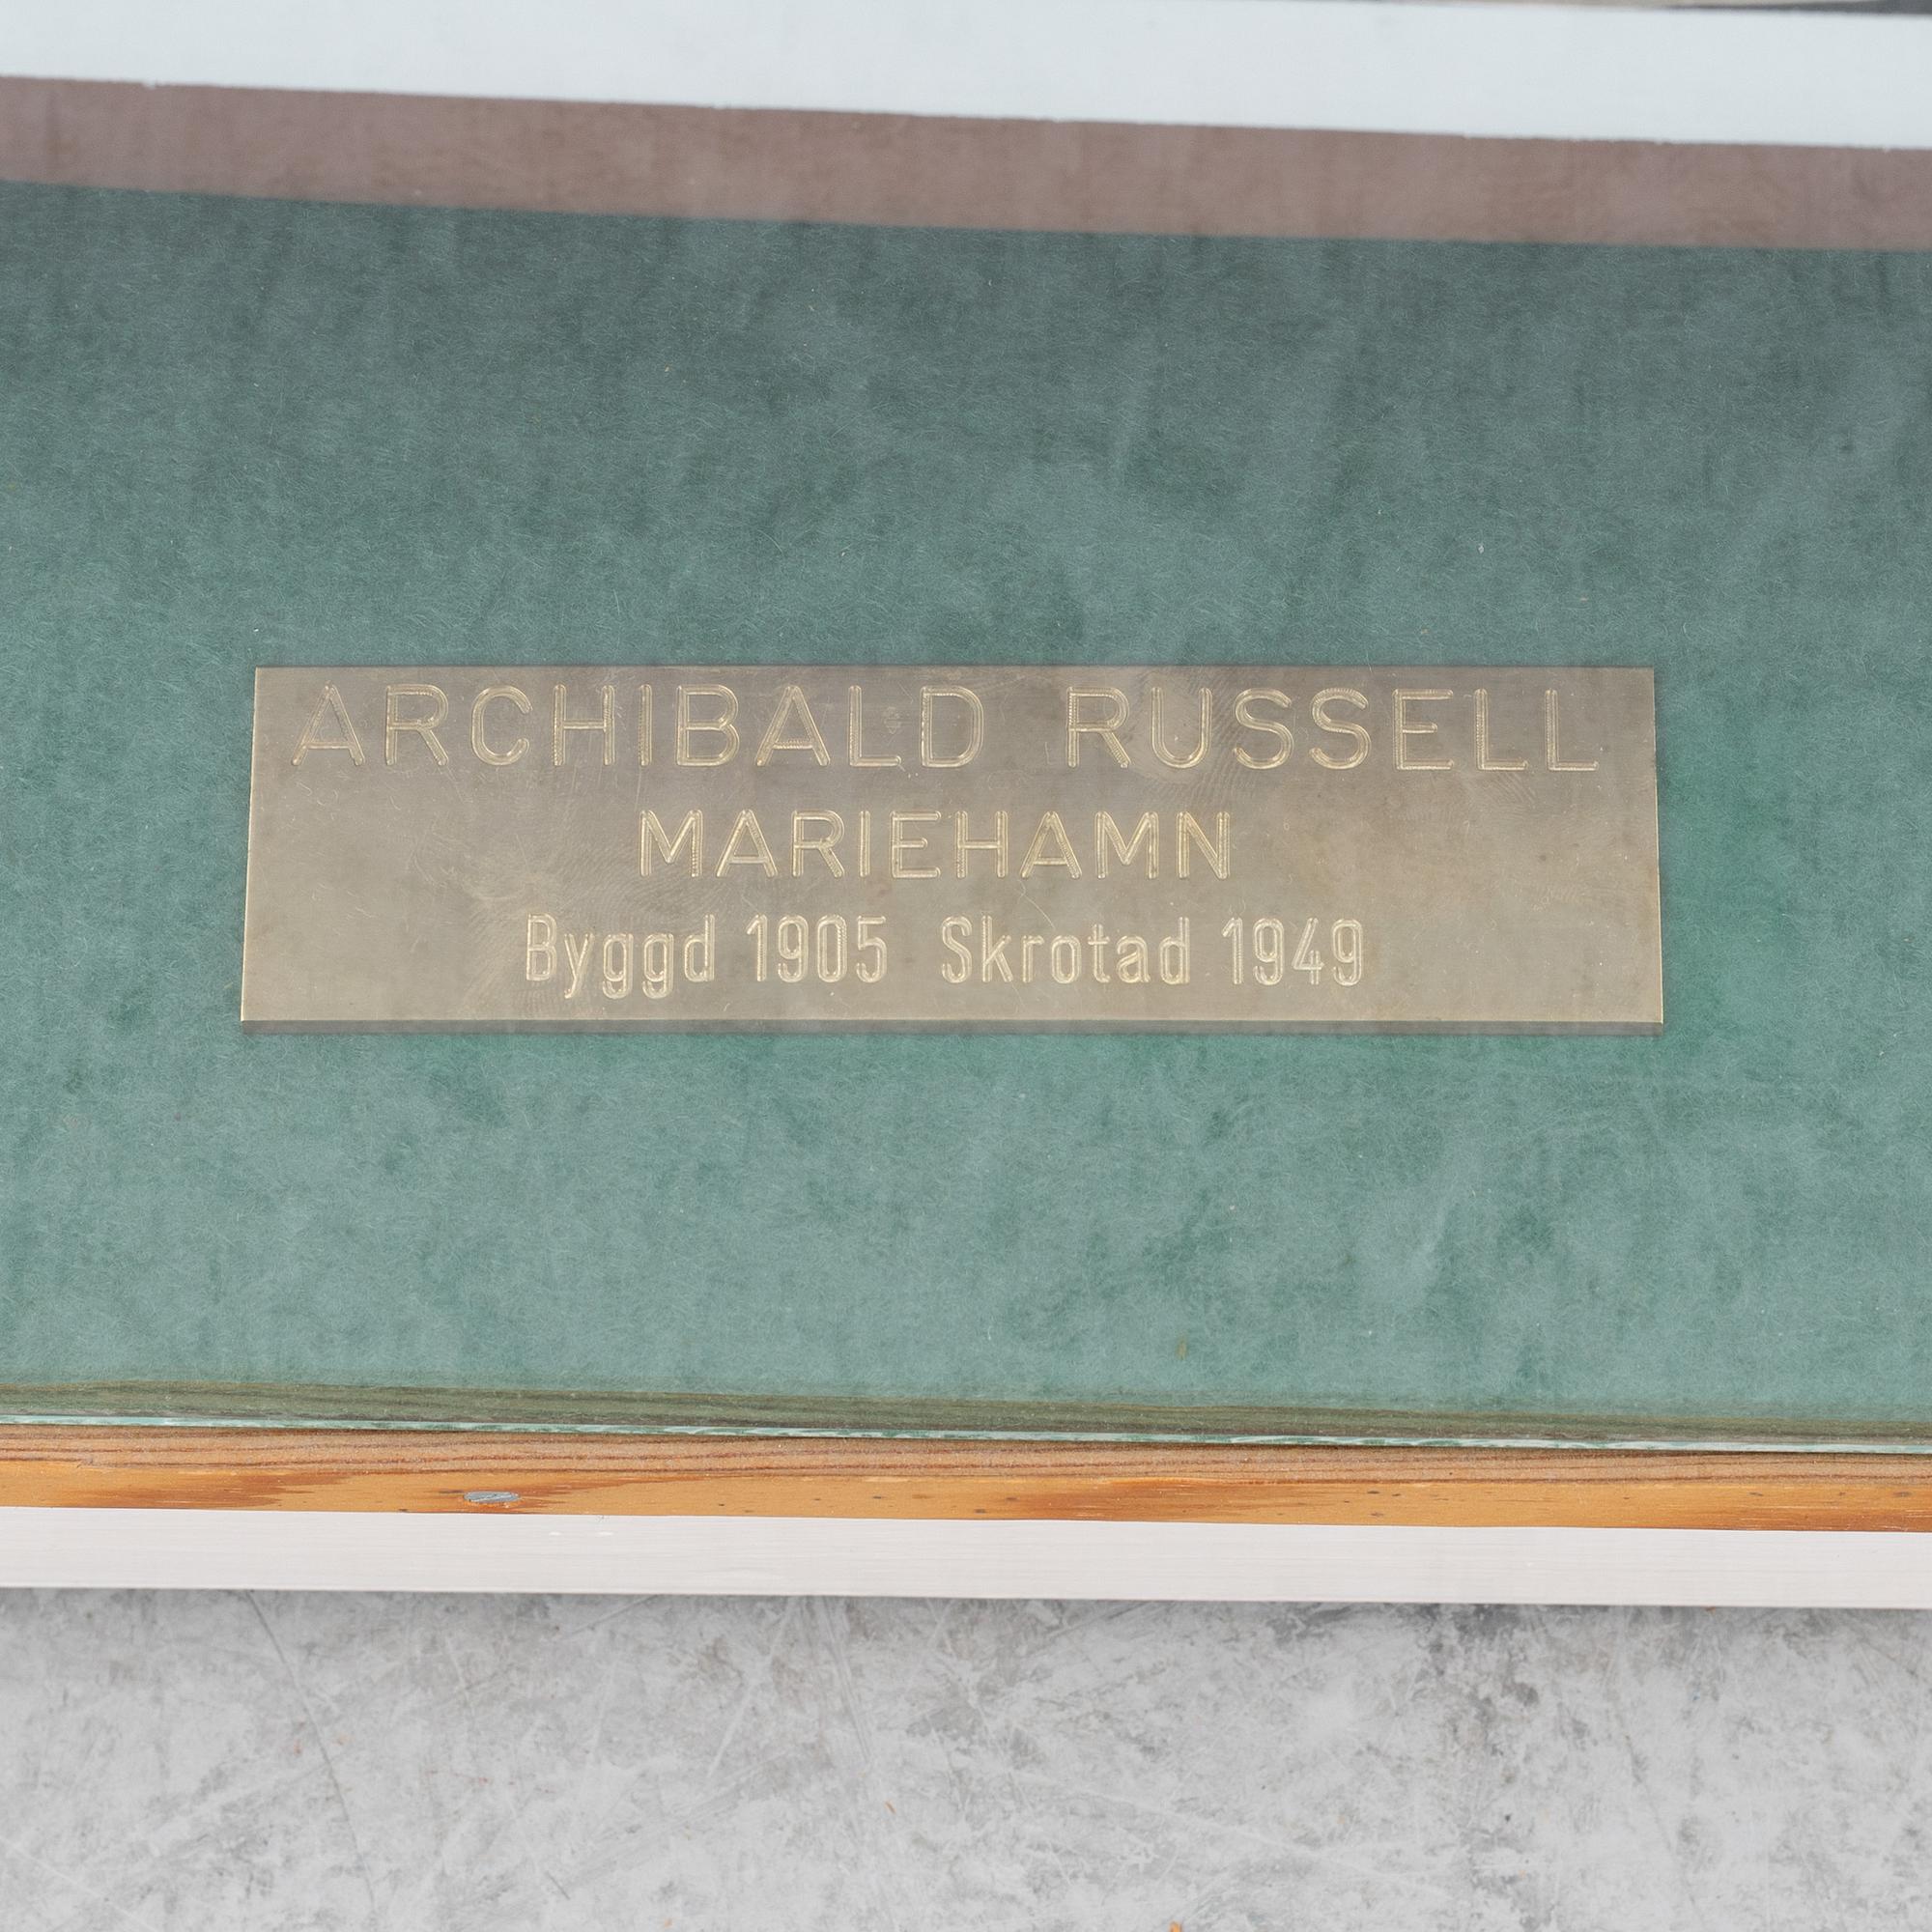 ARCHIBALD RUSSELL
MARIEHAMN
Byggd 1905 Skrotad 1949